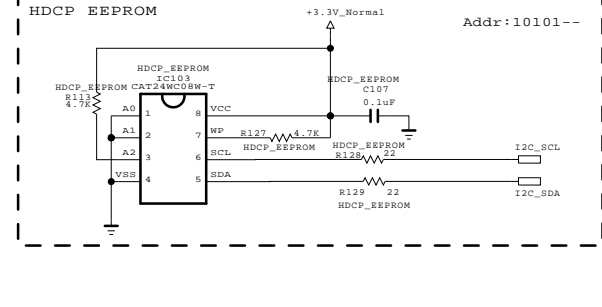 HDCP EEPROM
+3.3V_Normal
Addr:10101--
HDCP_EEPROM
IC103
CAT24WC08W-T
HDCP_EEPROM
R113
4.7K
HDCP_EEPROM
C107
0.1uF
A0 1 8 VCC
A1 2 7 WP
R127 4.7K
HDCP_EEPROM
A2 3 6 SCL
HDCP_EEPROM
R128 22
I2C_SCL
VSS 4 5 SDA
R129 22
HDCP_EEPROM
I2C_SDA